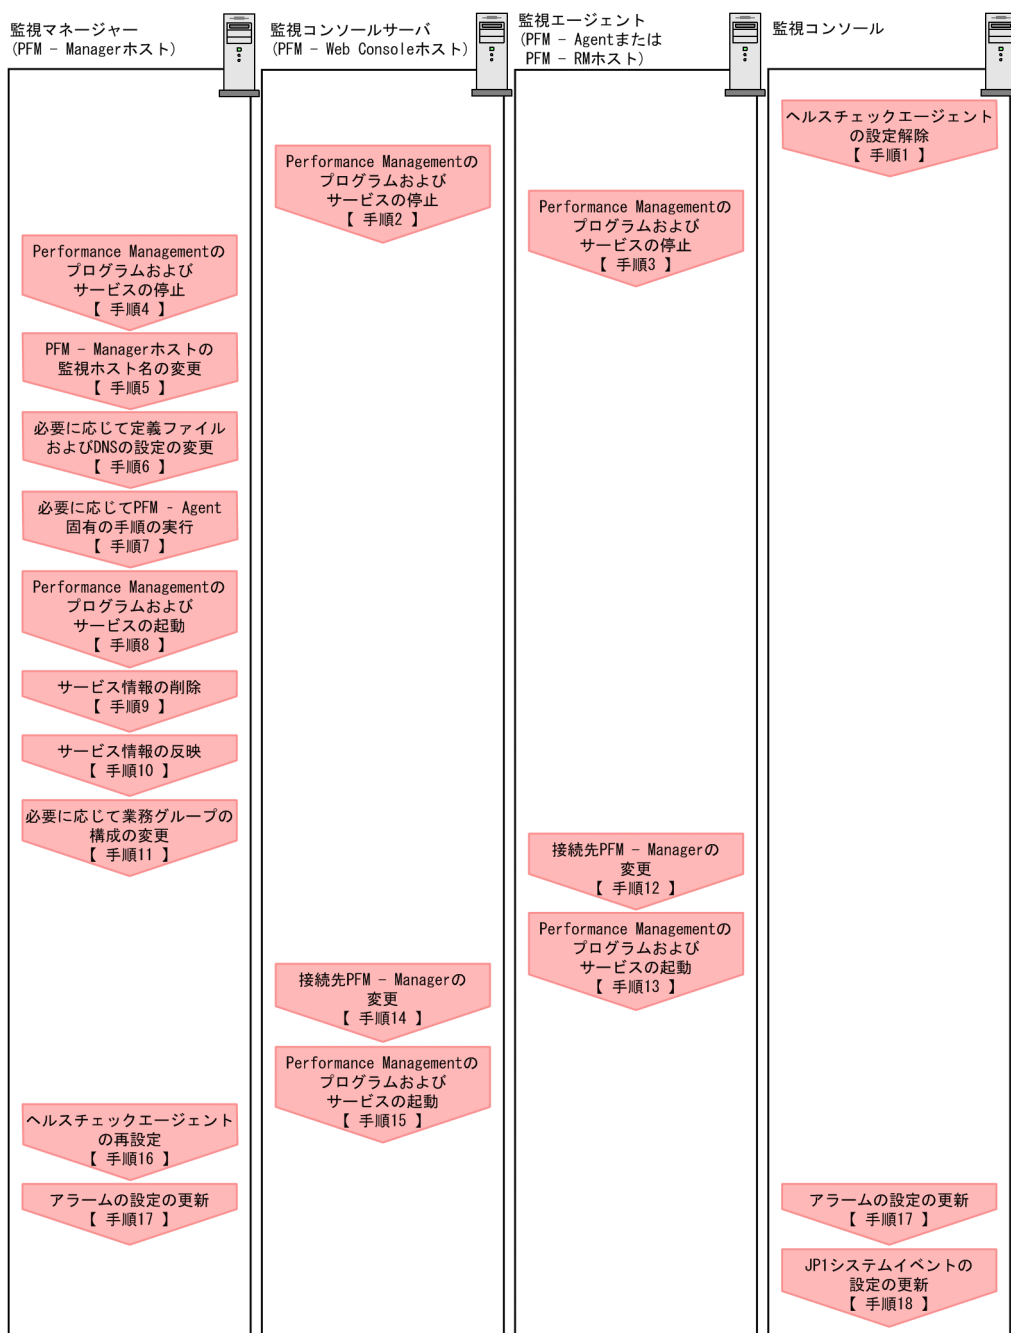 監視マネージャー
(PFM － Managerホスト)
監視コンソールサーバ
(PFM － Web Consoleホスト)
監視エージェント
(PFM － Agentまたは
PFM － RMホスト)
監視コンソール
ヘルスチェックエージェント
の設定解除
【 手順1 】
Performance Managementの
プログラムおよび
サービスの停止
【 手順2 】
Performance Managementの
プログラムおよび
サービスの停止
【 手順3 】
Performance Managementの
プログラムおよび
サービスの停止
【 手順4 】
PFM － Managerホストの
監視ホスト名の変更
【 手順5 】
必要に応じて定義ファイル
およびDNSの設定の変更
【 手順6 】
必要に応じてPFM － Agent
固有の手順の実行
【 手順7 】
Performance Managementの
プログラムおよび
サービスの起動
【 手順8 】
サービス情報の削除
【 手順9 】
サービス情報の反映
【 手順10 】
必要に応じて業務グループの
構成の変更
【 手順11 】
接続先PFM － Managerの
変更
【 手順12 】
Performance Managementの
プログラムおよび
サービスの起動
【 手順13 】
接続先PFM － Managerの
変更
【 手順14 】
Performance Managementの
プログラムおよび
サービスの起動
【 手順15 】
ヘルスチェックエージェント
の再設定
【 手順16 】
アラームの設定の更新
【 手順17 】
アラームの設定の更新
【 手順17 】
JP1システムイベントの
設定の更新
【 手順18 】